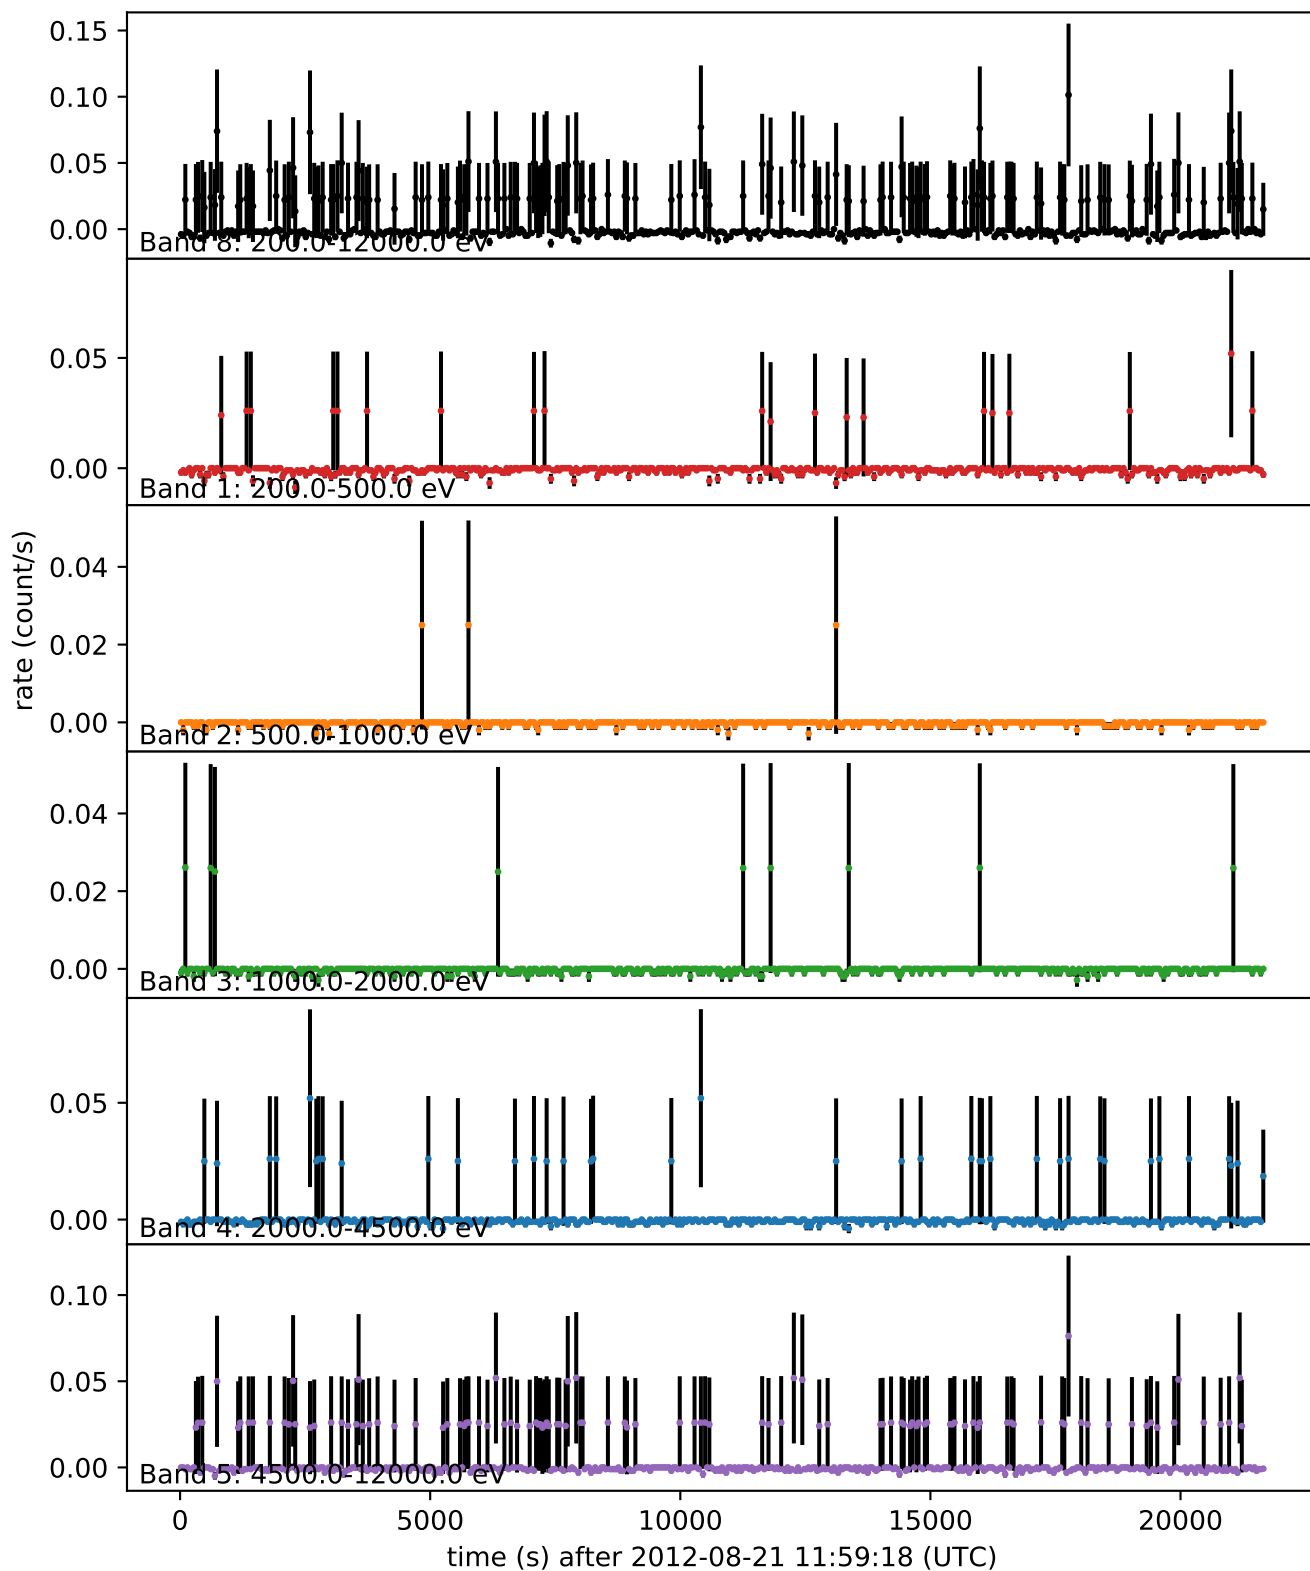 0.15
0.10
0.05
0.00
Band 8: 200.0-12000.0 eV
0.05
0.00
Band 1: 200.0-500.0 eV
rate (count/s)
0.04
0.02
0.00
Band 2: 500.0-1000.0 eV
0.04
0.02
0.00
Band 3: 1000.0-2000.0 eV
0.05
0.00
Band 4: 2000.0-4500.0 eV
0.10
0.05
0.00
Band 5: 4500.0-12000.0 eV
0 5000 10000 15000 20000
time (s) after 2012-08-21 11:59:18 (UTC)